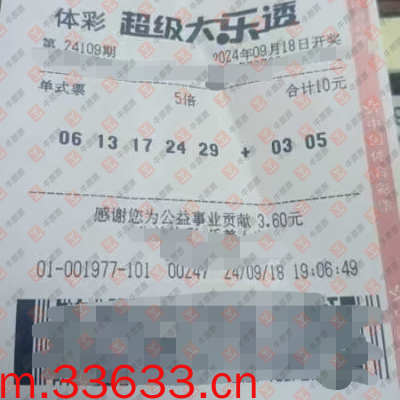 体彩 超级大乐透
第 24109期 2024年09月18日开奖
单式票 5倍 合计10元
06 13 17 24 29 + 03 05
感谢您为公益事业贡献 3.60元
01-001977-101 00247 24/09/18 19:06:49
m.33633.cn